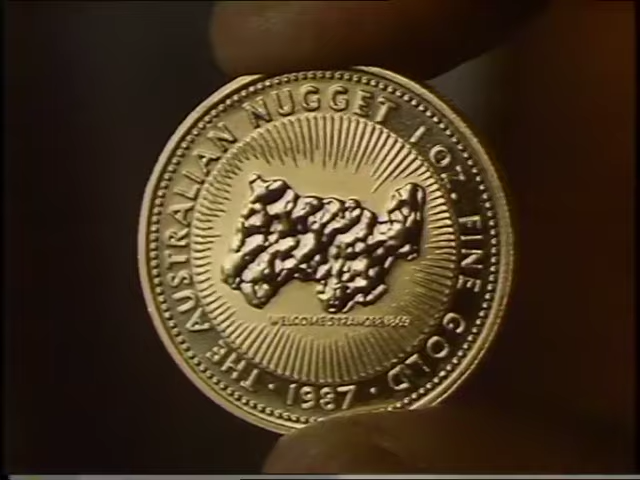 THE AUSTRALIAN NUGGET 1 OZ. FINE GOLD
WELCOME STRANGER 1869
· 1987 ·